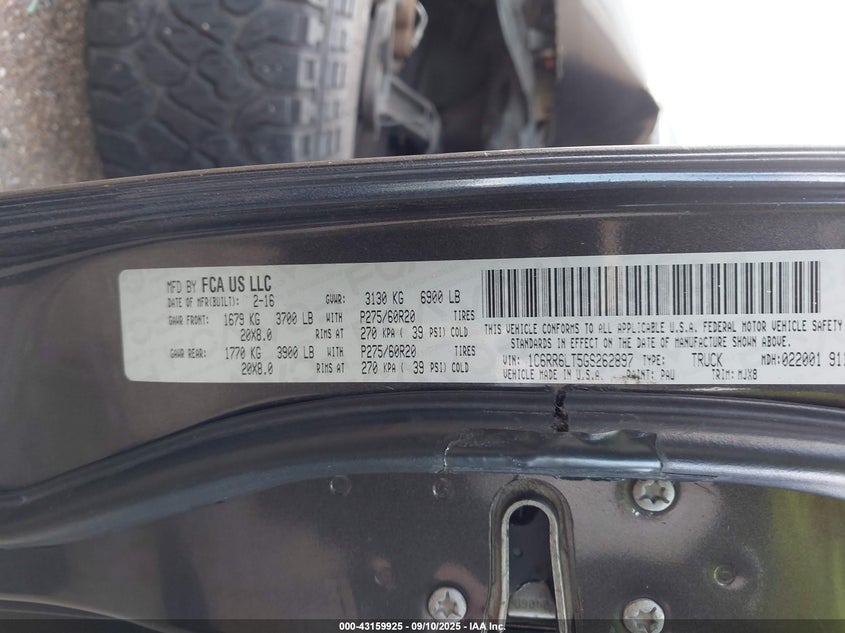 MFD BY FCA US LLC
DATE OF MFR(BUILT): 2-16 GVWR: 3130 KG 6900 LB
GAWR FRONT: 1679 KG 3700 LB WITH P275/60R20 TIRES
20X8.0 RIMS AT 270 KPA ( 39 PSI) COLD
GAWR REAR: 1770 KG 3900 LB WITH P275/60R20 TIRES
20X8.0 RIMS AT 270 KPA ( 39 PSI) COLD
THIS VEHICLE CONFORMS TO ALL APPLICABLE U.S.A. FEDERAL MOTOR VEHICLE SAFETY
STANDARDS IN EFFECT ON THE DATE OF MANUFACTURE SHOWN ABOVE.
VIN: 1C6RR6LT5GS262897 TYPE: TRUCK MDH:022001 911
VEHICLE MADE IN U.S.A. PAINT: PAU TRIM: MJX8
000-43159925 - 09/10/2025 - © IAA, Inc.